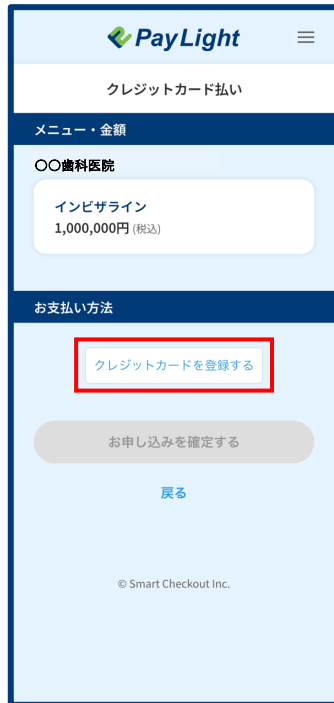 PayLight
クレジットカード払い
メニュー・金額
〇〇歯科医院
インビザライン
1,000,000円 (税込)
お支払い方法
クレジットカードを登録する
お申し込みを確定する
戻る
© Smart Checkout Inc.